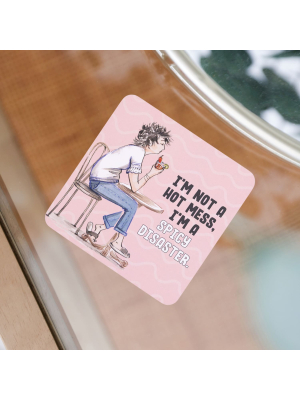 I'M NOT A
HOT MESS,
I'M A
SPICY
DISASTER.